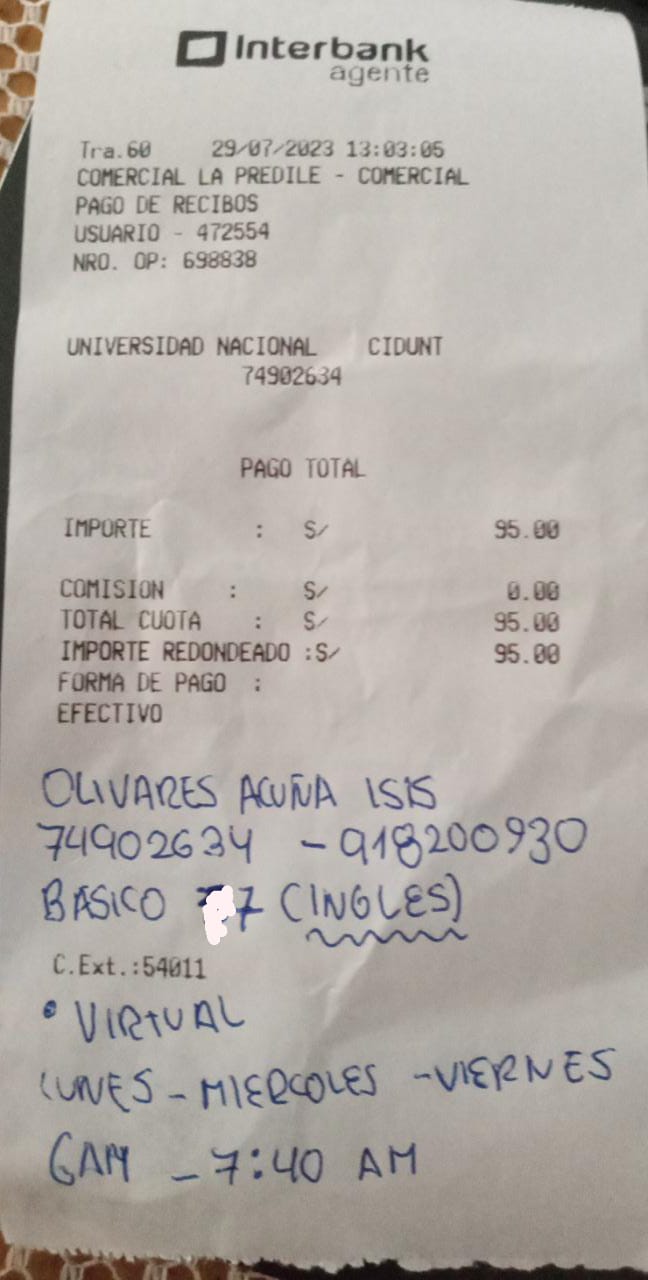 Interbank
agente
Tra.60 29/07/2023 13:03:05
COMERCIAL LA PREDILE - COMERCIAL
PAGO DE RECIBOS
USUARIO - 472554
NRO. OP: 698838
UNIVERSIDAD NACIONAL CIDUNT
74902634
PAGO TOTAL
IMPORTE : S/ 95.00
COMISION : S/ 0.00
TOTAL CUOTA : S/ 95.00
IMPORTE REDONDEADO :S/ 95.00
FORMA DE PAGO :
EFECTIVO
OLIVARES ACUÑA ISIS
74902634 - 918200930
BASICO 7 (INGLES)
C.Ext.:54011
• VIRTUAL
LUNES - MIERCOLES - VIERNES
6AM - 7:40 AM